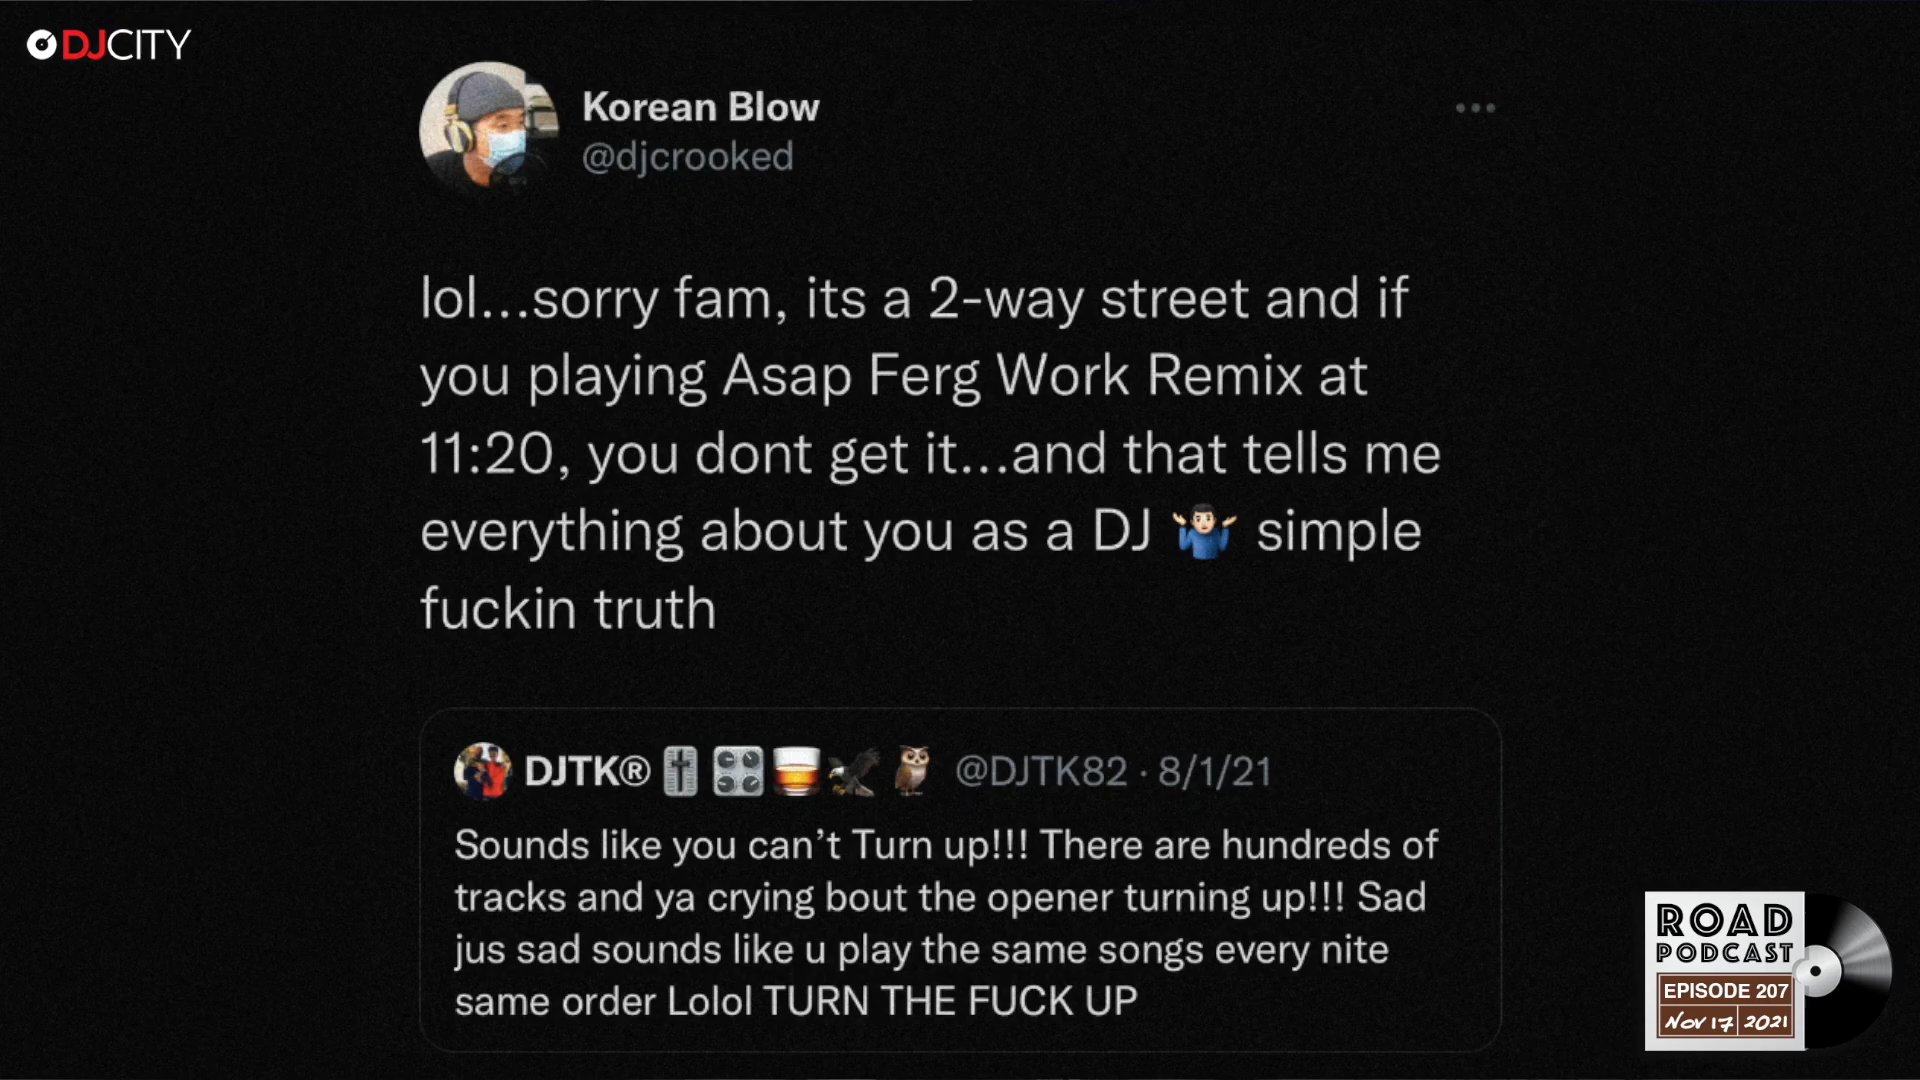 DJCITY
Korean Blow
@djcrooked
lol...sorry fam, its a 2-way street and if
you playing Asap Ferg Work Remix at
11:20, you dont get it...and that tells me
everything about you as a DJ 🤷🏻‍♂️ simple
fuckin truth
DJTK® 🎚️🎛️🥃🦅🦉 @DJTK82 · 8/1/21
Sounds like you can’t Turn up!!! There are hundreds of
tracks and ya crying bout the opener turning up!!! Sad
jus sad sounds like u play the same songs every nite
same order Lolol TURN THE FUCK UP
ROAD
PODCAST
EPISODE 207
Nov 17 2021